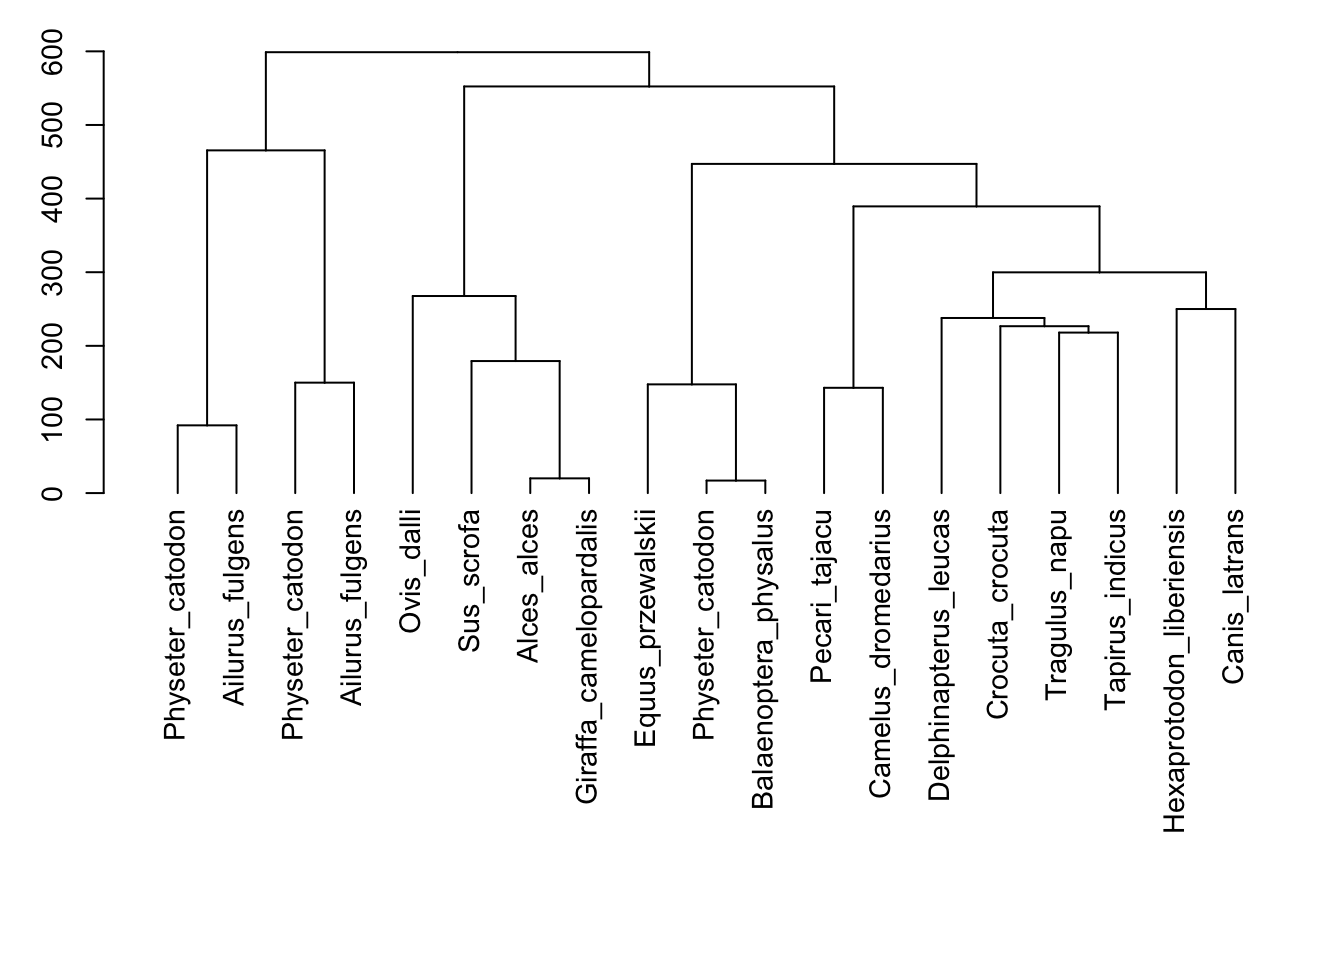 600
500
400
300
200
100
0
Physeter_catodon
Ailurus_fulgens
Physeter_catodon
Ailurus_fulgens
Ovis_dalli
Sus_scrofa
Alces_alces
Giraffa_camelopardalis
Equus_przewalskii
Physeter_catodon
Balaenoptera_physalus
Pecari_tajacu
Camelus_dromedarius
Delphinapterus_leucas
Crocuta_crocuta
Tragulus_napu
Tapirus_indicus
Hexaprotodon_liberiensis
Canis_latrans